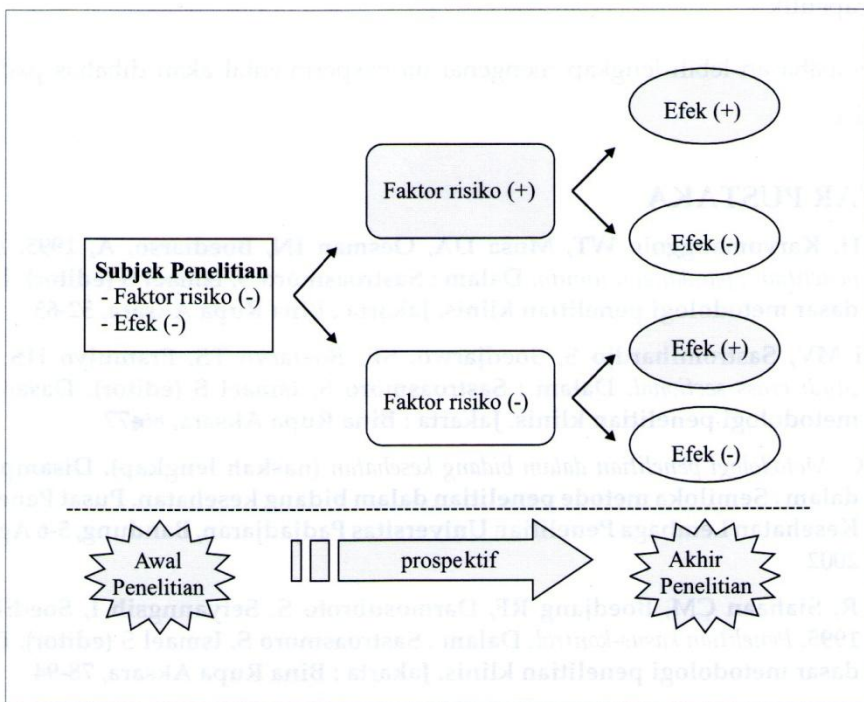 Efek (+)
Faktor risiko (+)
Efek (-)
Subjek Penelitian
- Faktor risiko (-)
- Efek (-)
Efek (+)
Faktor risiko (-)
Efek (-)
Awal
Penelitian
prospektif
Akhir
Penelitian